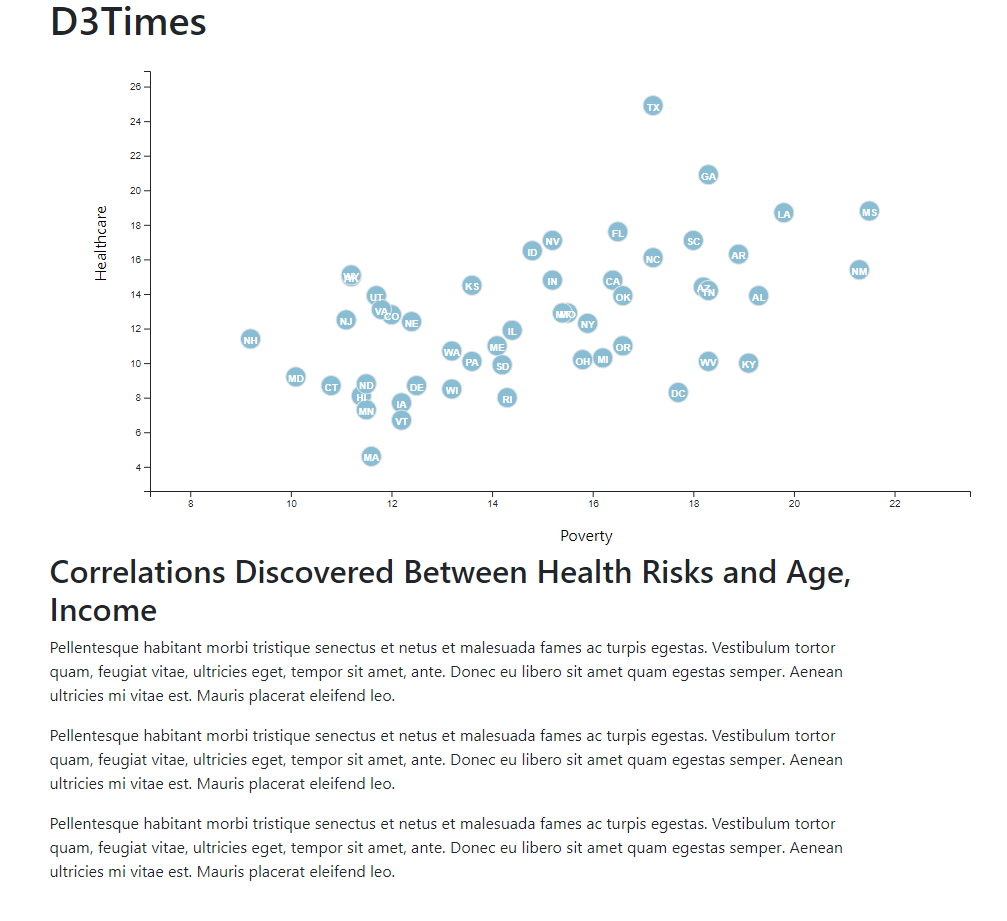 D3Times
26
24
22
20
18
16
14
12
10
8
6
4
Healthcare
TX
GA
LA
MS
FL
SC
NV
ID
AR
NC
NM
AK
KS
IN
CA
AZ
TN
UT
OK
AL
VA
CO
NJ
NE
MO
NY
IL
NH
ME
OR
WA
PA
SD
OH
MI
WV
KY
MD
CT
ND
DE
WI
HI
IA
RI
DC
MN
VT
MA
8
10
12
14
16
18
20
22
Poverty
Correlations Discovered Between Health Risks and Age,
Income
Pellentesque habitant morbi tristique senectus et netus et malesuada fames ac turpis egestas. Vestibulum tortor
quam, feugiat vitae, ultricies eget, tempor sit amet, ante. Donec eu libero sit amet quam egestas semper. Aenean
ultricies mi vitae est. Mauris placerat eleifend leo.
Pellentesque habitant morbi tristique senectus et netus et malesuada fames ac turpis egestas. Vestibulum tortor
quam, feugiat vitae, ultricies eget, tempor sit amet, ante. Donec eu libero sit amet quam egestas semper. Aenean
ultricies mi vitae est. Mauris placerat eleifend leo.
Pellentesque habitant morbi tristique senectus et netus et malesuada fames ac turpis egestas. Vestibulum tortor
quam, feugiat vitae, ultricies eget, tempor sit amet, ante. Donec eu libero sit amet quam egestas semper. Aenean
ultricies mi vitae est. Mauris placerat eleifend leo.